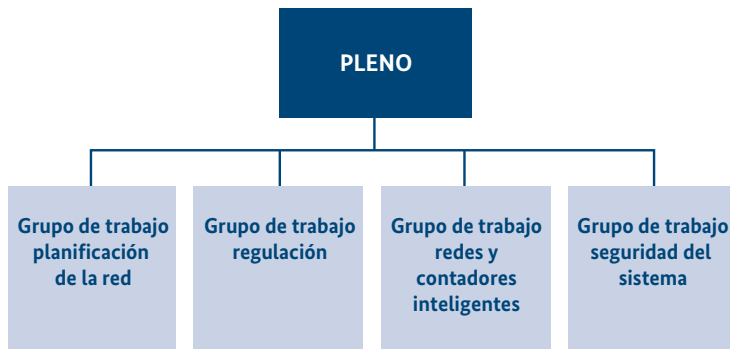 PLENO
Grupo de trabajo
planificación
de la red
Grupo de trabajo
regulación
Grupo de trabajo
redes y
contadores
inteligentes
Grupo de trabajo
seguridad del
sistema